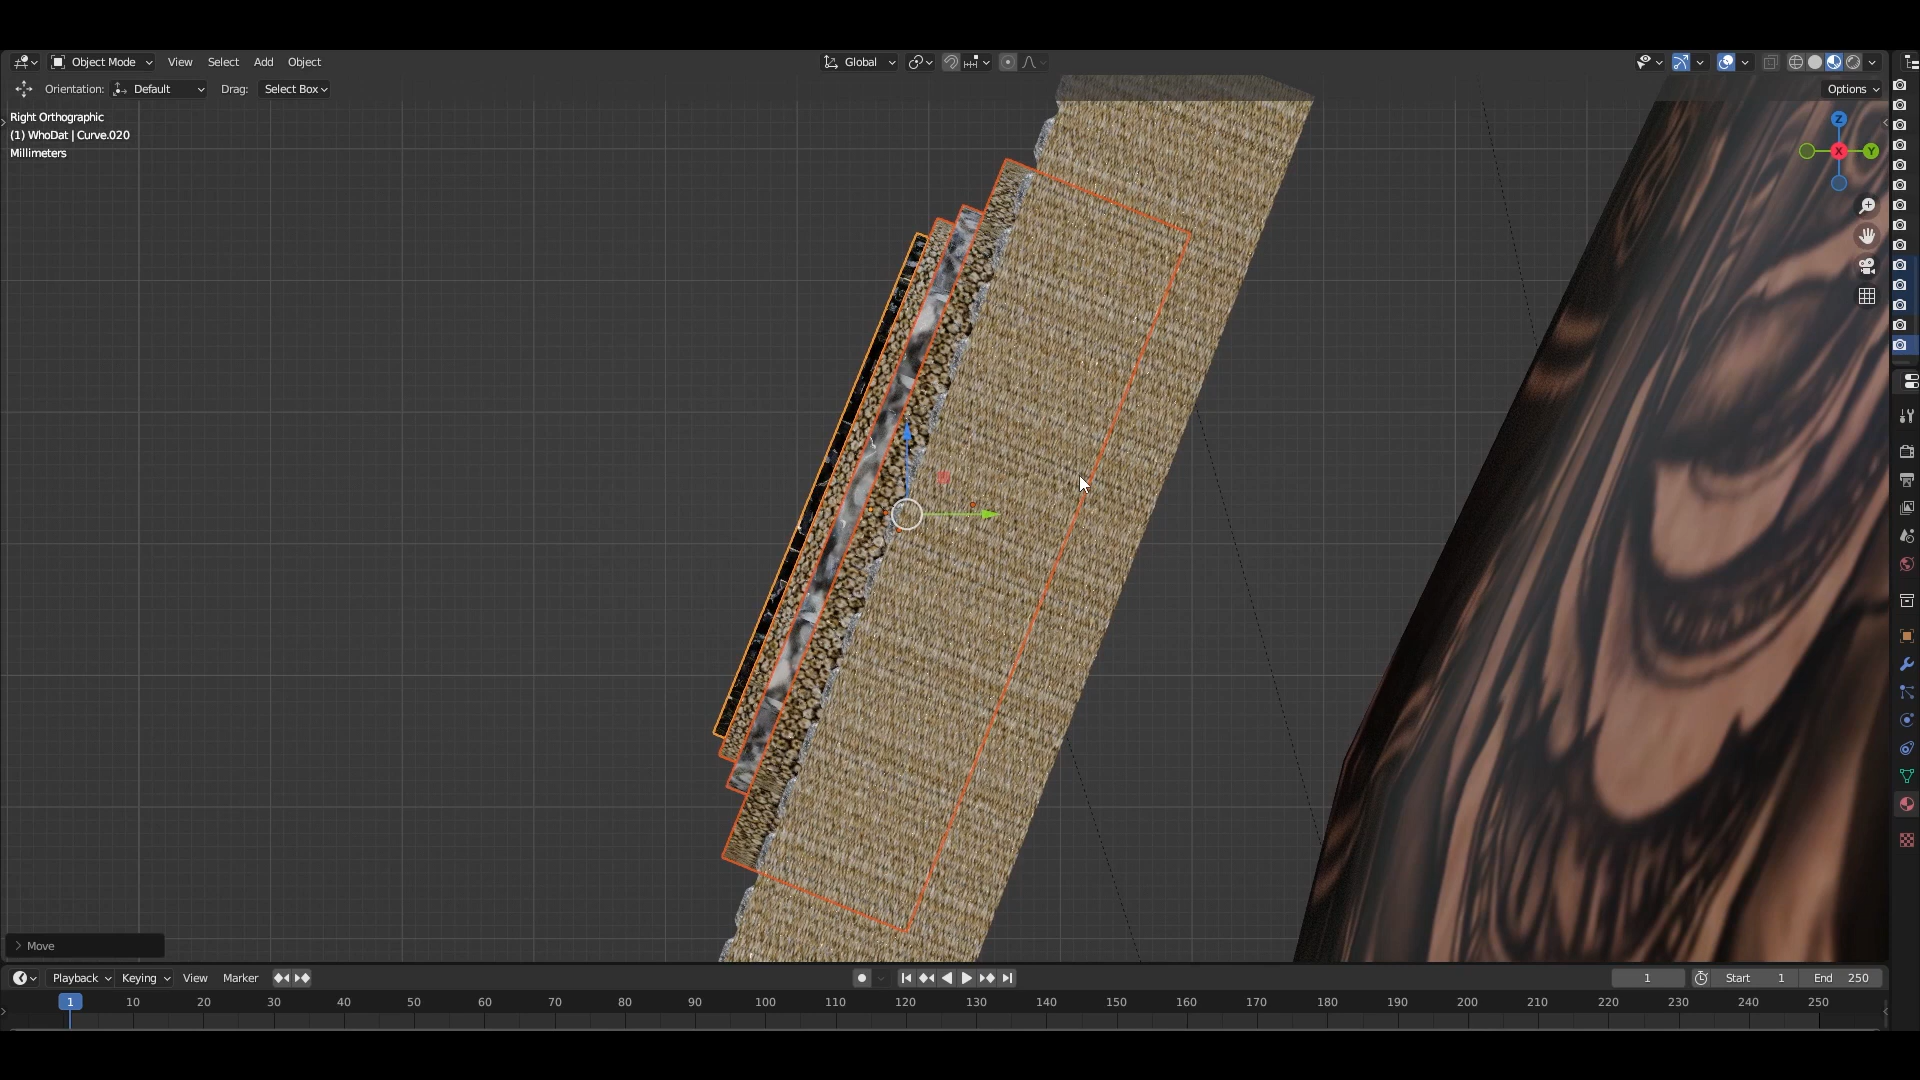 Object Mode View Select Add Object Global
Orientation: Default Drag: Select Box Options
Right Orthographic
(1) WhoDat | Curve.020
Millimeters
Z
X
Y
Move
Playback Keying View Marker 1 Start 1 End 250
1 10 20 30 40 50 60 70 80 90 100 110 120 130 140 150 160 170 180 190 200 210 220 230 240 250